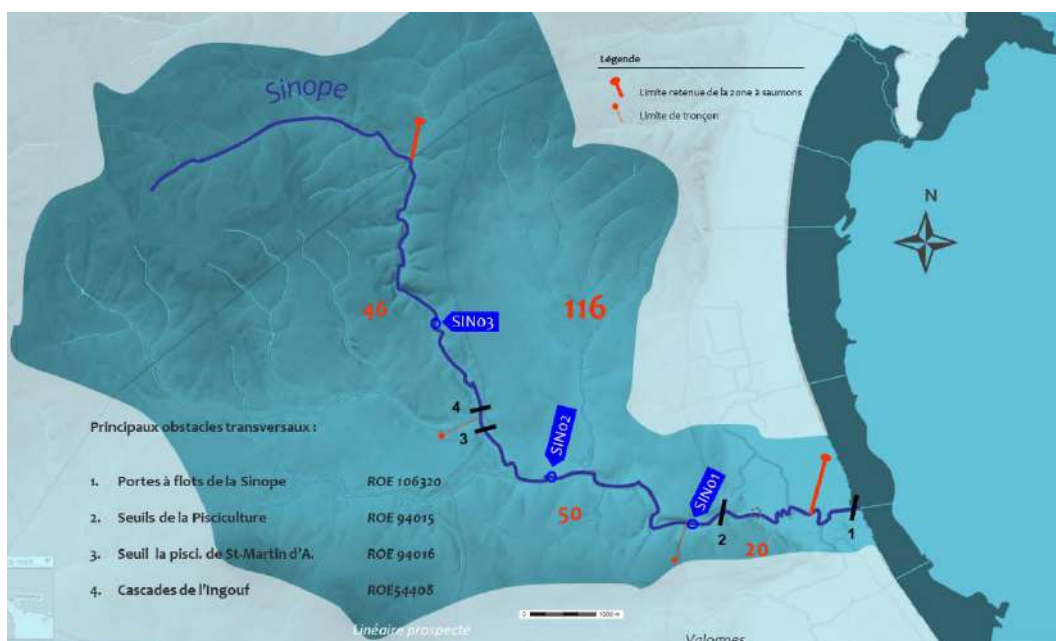 Légende
Limite retenue de la zone à saumons
Limite de tronçon
Sinope
N
46
SIN03
116
4
3
SIN02
50
SIN01
2
20
1
Principaux obstacles transversaux :
1. Portes à flots de la Sinope ROE 106320
2. Seuils de la Pisciculture ROE 94015
3. Seuil la pisci. de St-Martin d'A. ROE 94016
4. Cascades de l'Ingouf ROE54408
0 1000 m
Linéaire prospecté
Valognes